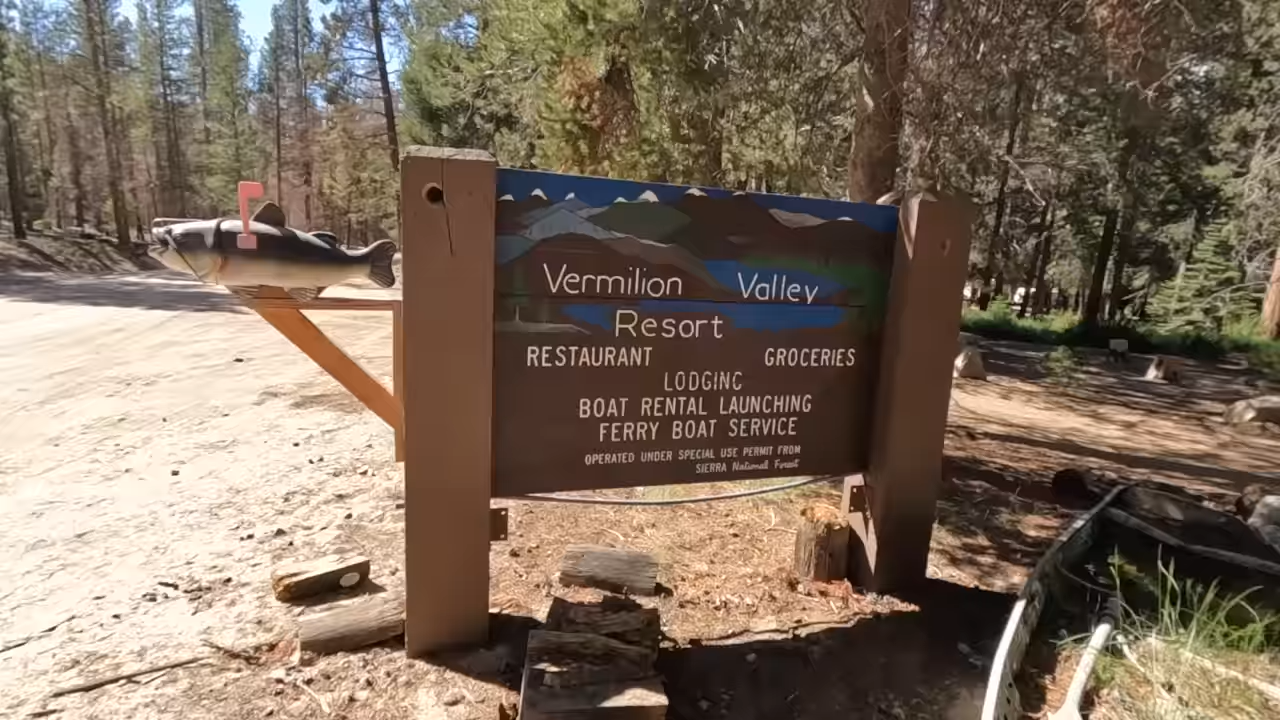 Vermilion Valley
Resort
RESTAURANT GROCERIES
LODGING
BOAT RENTAL LAUNCHING
FERRY BOAT SERVICE
OPERATED UNDER SPECIAL USE PERMIT FROM
SIERRA National Forest